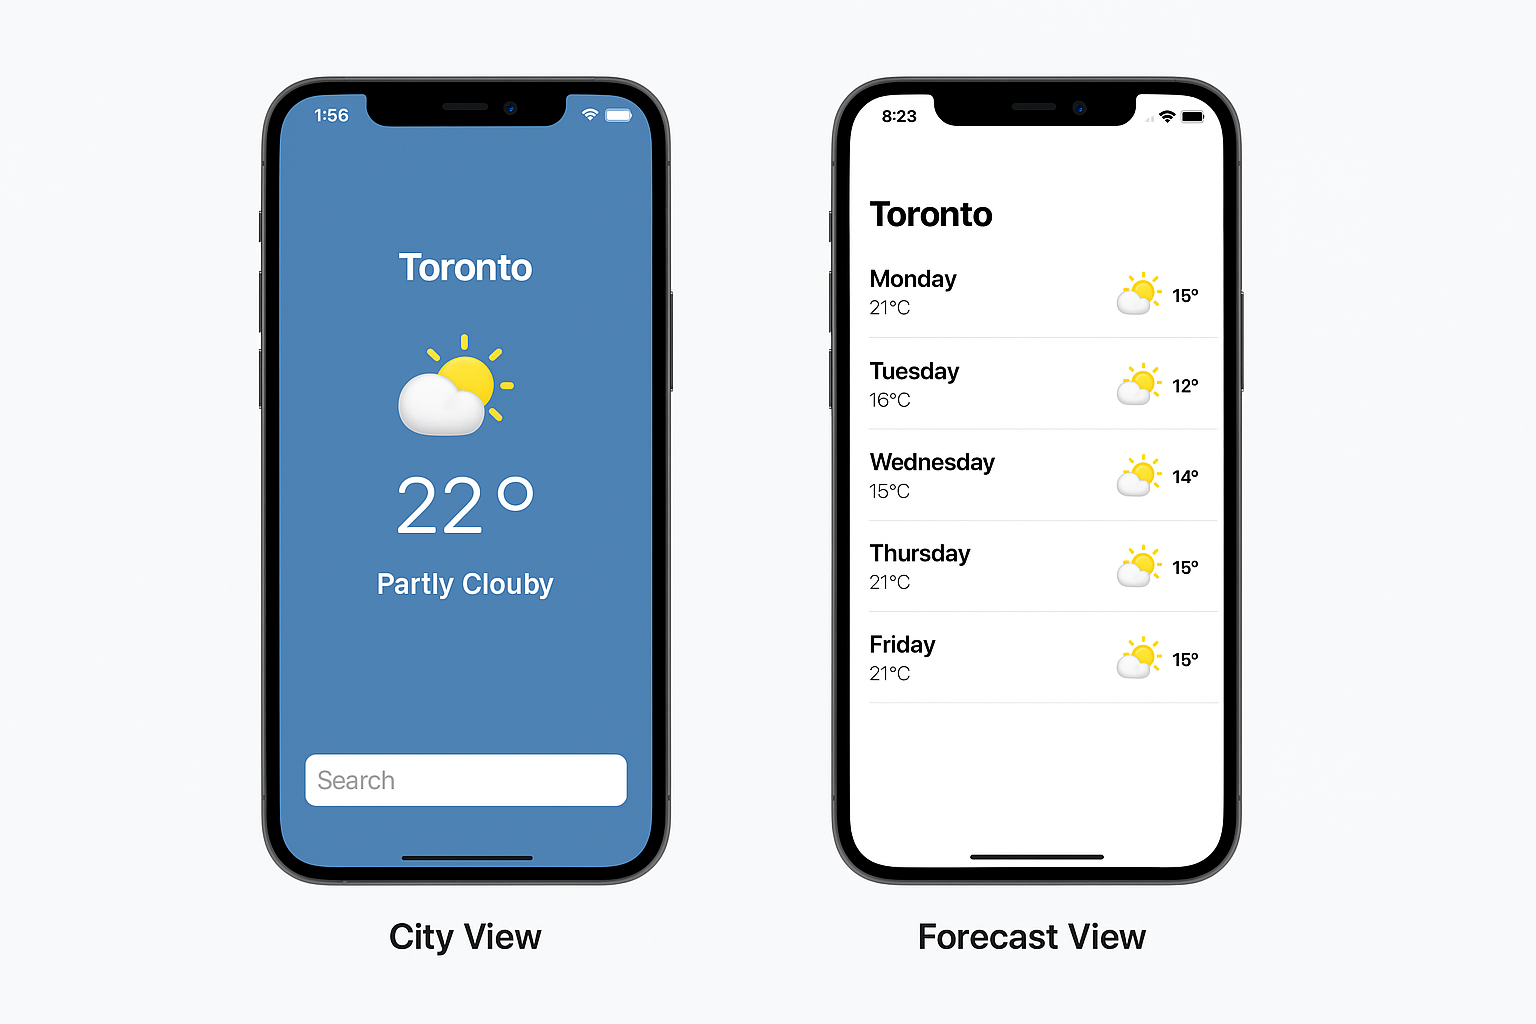 1:56
Toronto
22°
Partly Clouby
Search
City View
8:23
Toronto
Monday
21°C
15°
Tuesday
16°C
12°
Wednesday
15°C
14°
Thursday
21°C
15°
Friday
21°C
15°
Forecast View